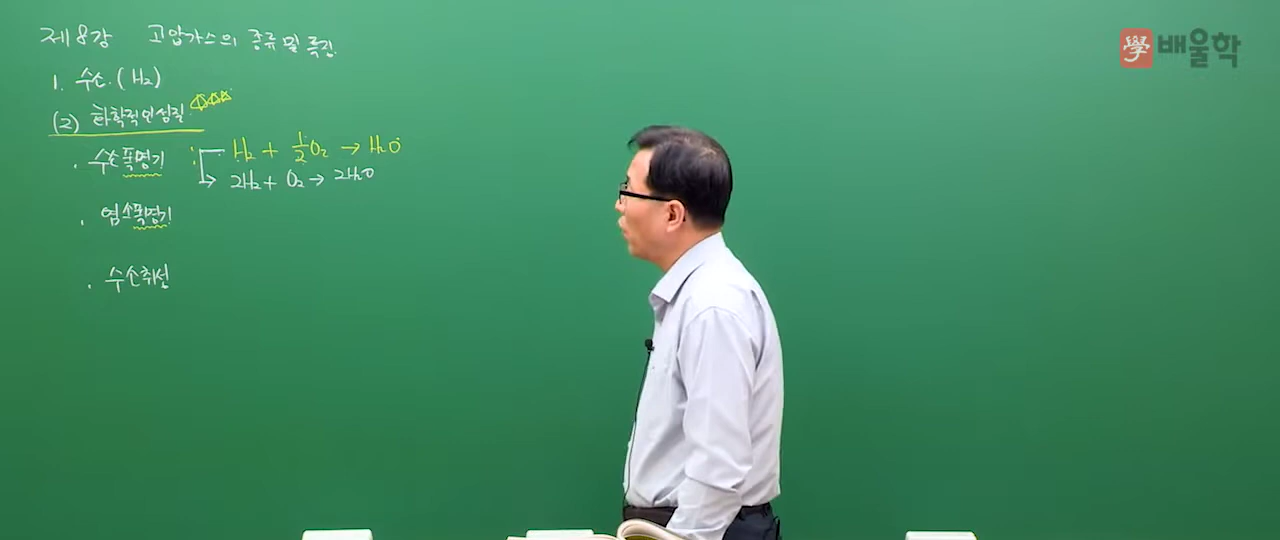 제 8강 고압가스의 종류 및 특징.
學 배울학
1. 수소.(H₂)
(2) 화학적인성질. ☆☆☆
· 수소폭명기 : H₂ + 1/2 O₂ → H₂O
2H₂ + O₂ → 2H₂O
· 염소폭명기
· 수소취성